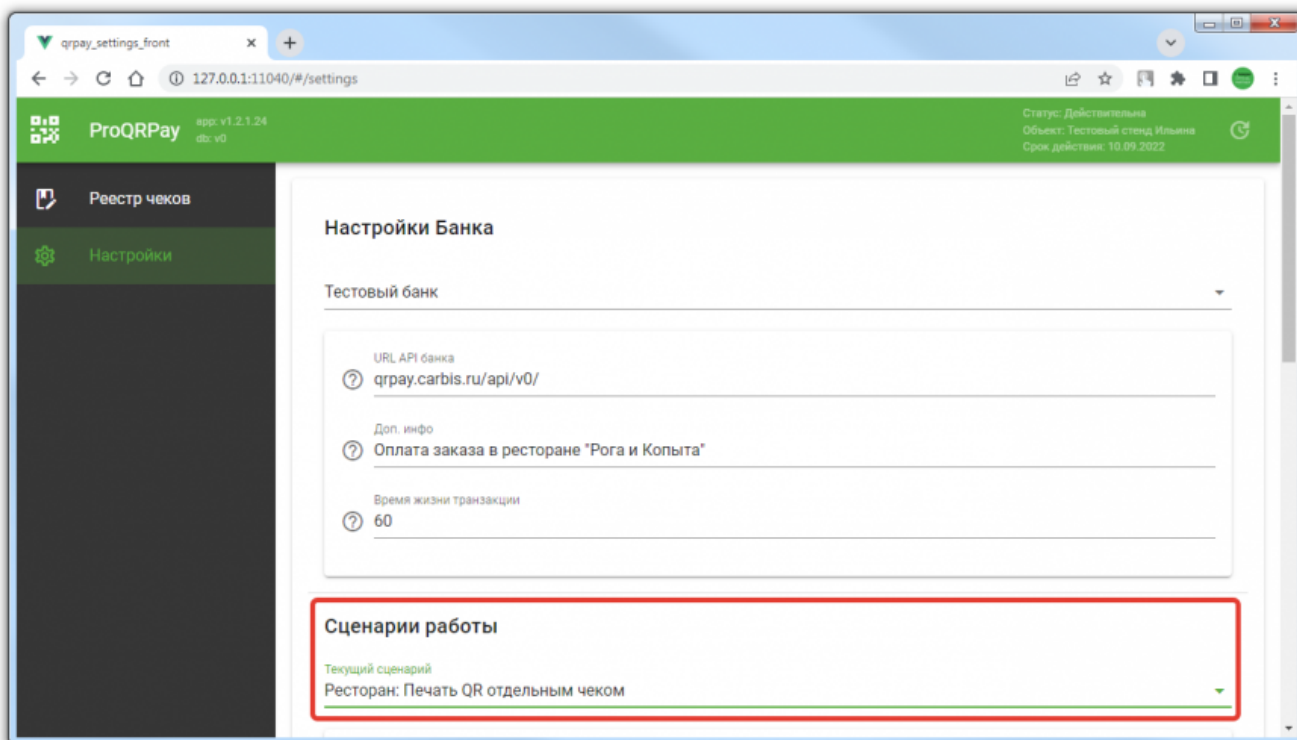 qrpay_settings_front
127.0.0.1:11040/#/settings
ProQRPay
app: v1.2.1.24
db: v0
Статус: Действительна
Объект: Тестовый стенд Ильина
Срок действия: 10.09.2022
Реестр чеков
Настройки
Настройки Банка
Тестовый банк
URL API банка
qrpay.carbis.ru/api/v0/
Доп. инфо
Оплата заказа в ресторане "Рога и Копыта"
Время жизни транзакции
60
Сценарии работы
Текущий сценарий
Ресторан: Печать QR отдельным чеком